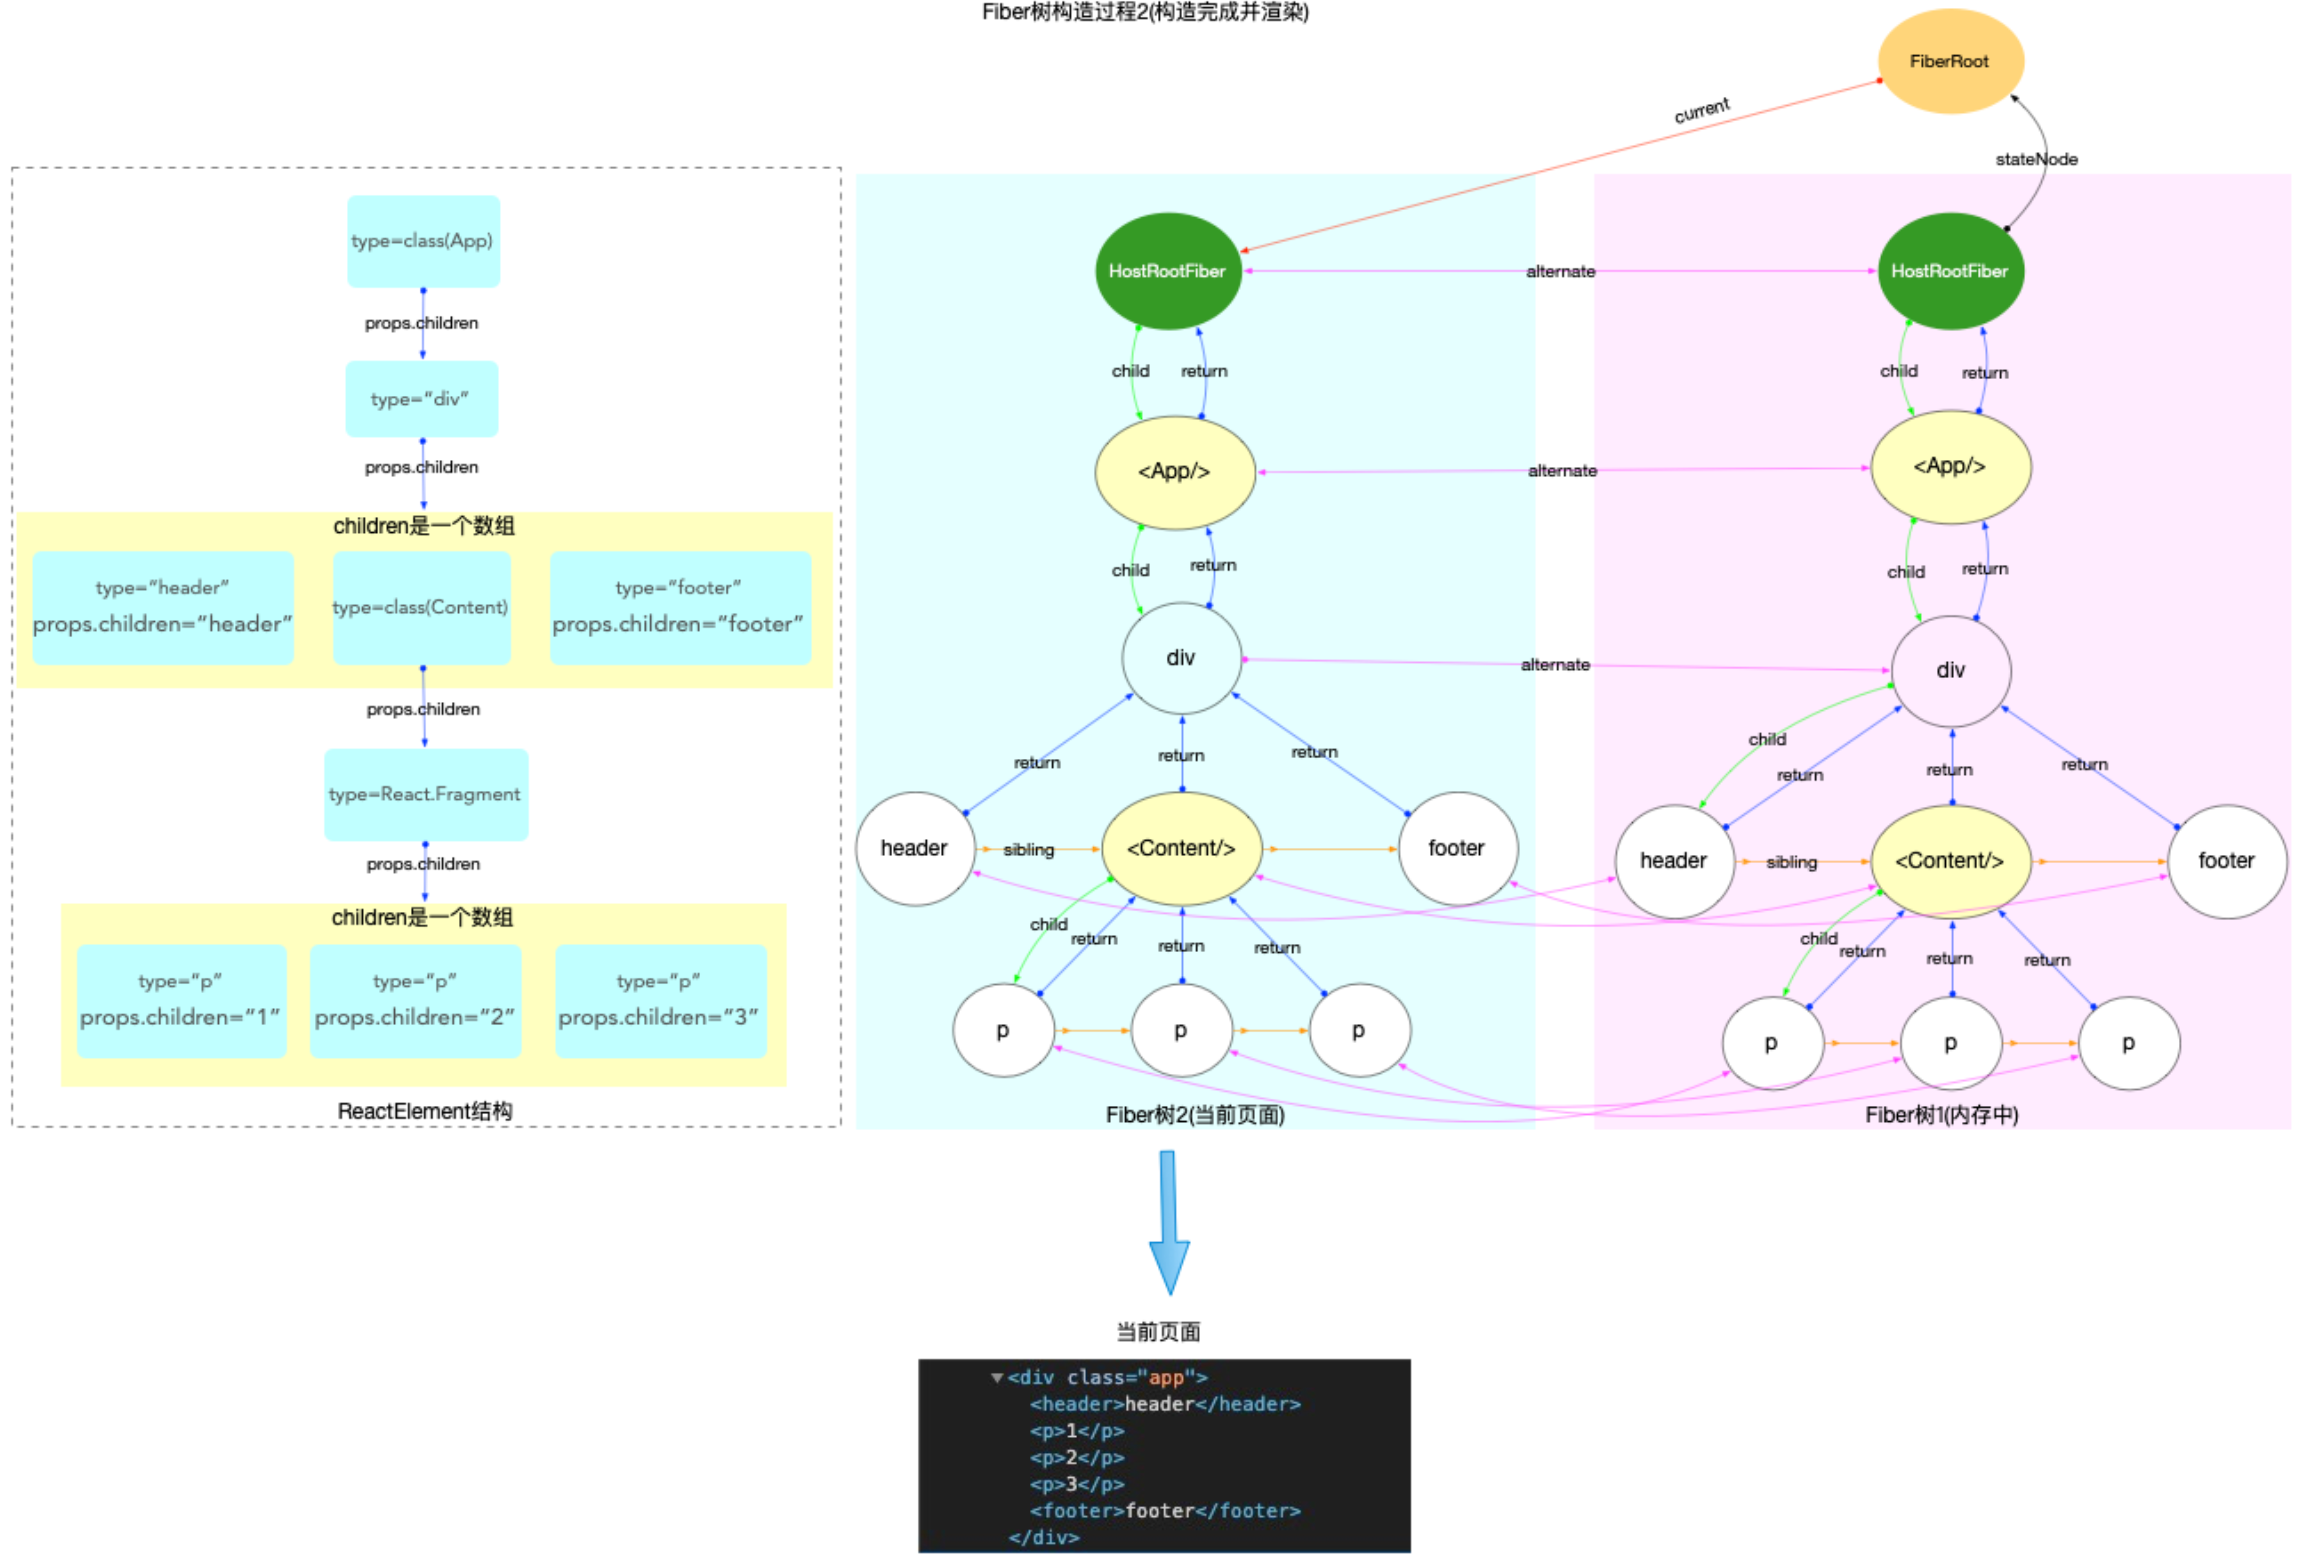 Fiber树构造过程2(构造完成并渲染)
FiberRoot
current
stateNode
type=class(App)
props.children
type="div"
props.children
children是一个数组
type="header"
props.children="header"
type=class(Content)
type="footer"
props.children="footer"
props.children
type=React.Fragment
props.children
children是一个数组
type="p"
props.children="1"
type="p"
props.children="2"
type="p"
props.children="3"
ReactElement结构
HostRootFiber
alternate
HostRootFiber
child
return
child
return
<App/>
alternate
<App/>
child
return
child
return
div
alternate
div
return
return
return
child
return
return
return
header
sibling
<Content/>
footer
header
sibling
<Content/>
footer
child
return
return
return
child
return
return
return
p
p
p
p
p
p
Fiber树2(当前页面)
Fiber树1(内存中)
当前页面
<div class="app">
<header>header</header>
<p>1</p>
<p>2</p>
<p>3</p>
<footer>footer</footer>
</div>